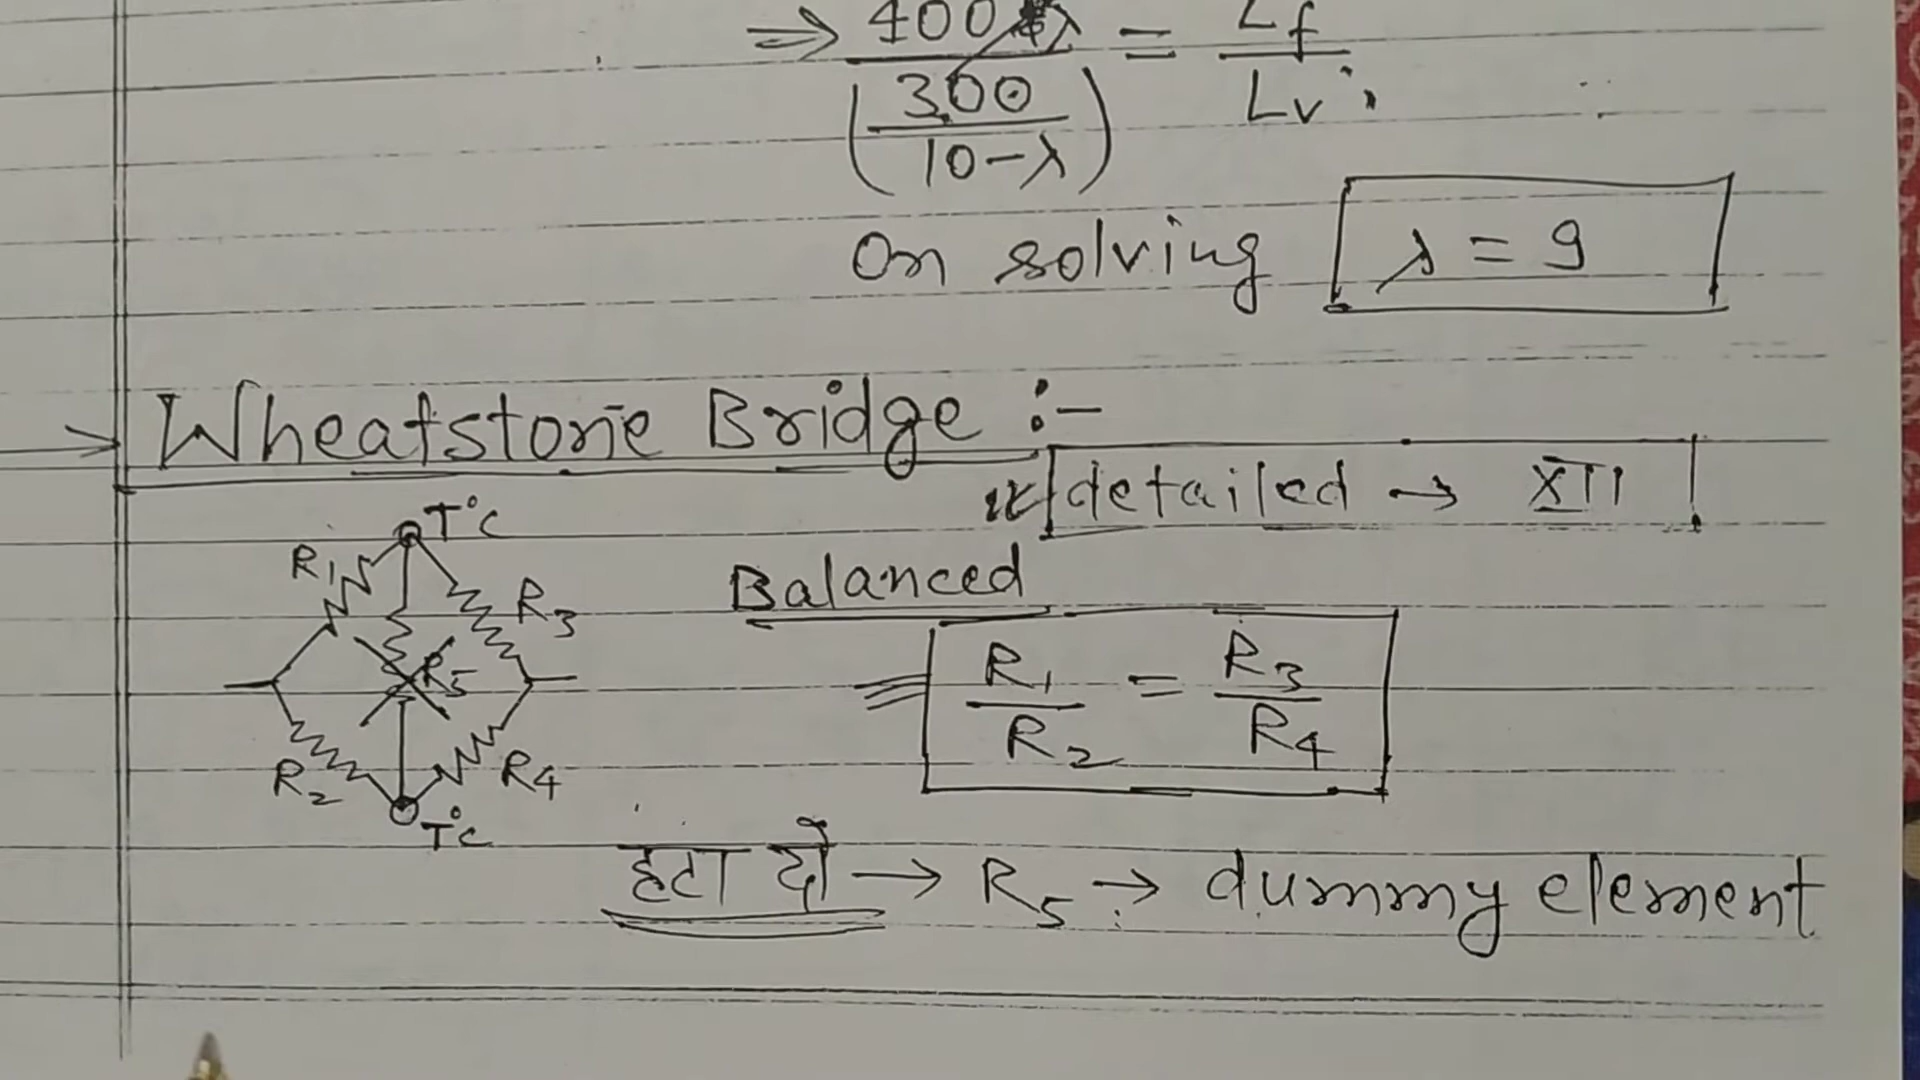 ⇒ 400/λ / (300/10-λ) = Lf/Lv
On solving λ = 9
→ Wheatstone Bridge :-
detailed → XII
T°C
R1 R3
Balanced
R5
R1/R2 = R3/R4
R2 R4
T°C
हटा दो → R5 → dummy element